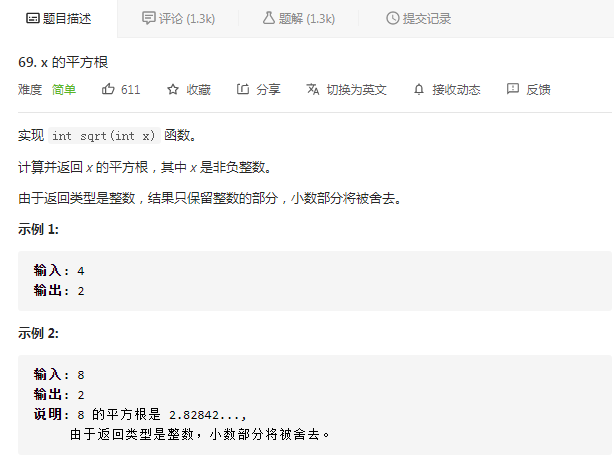 题目描述 评论 (1.3k) 题解 (1.3k) 提交记录
69. x 的平方根
难度 简单 611 收藏 分享 切换为英文 接收动态 反馈
实现 int sqrt(int x) 函数。
计算并返回 x 的平方根，其中 x 是非负整数。
由于返回类型是整数，结果只保留整数的部分，小数部分将被舍去。
示例 1:
输入: 4
输出: 2
示例 2:
输入: 8
输出: 2
说明: 8 的平方根是 2.82842...,
由于返回类型是整数，小数部分将被舍去。